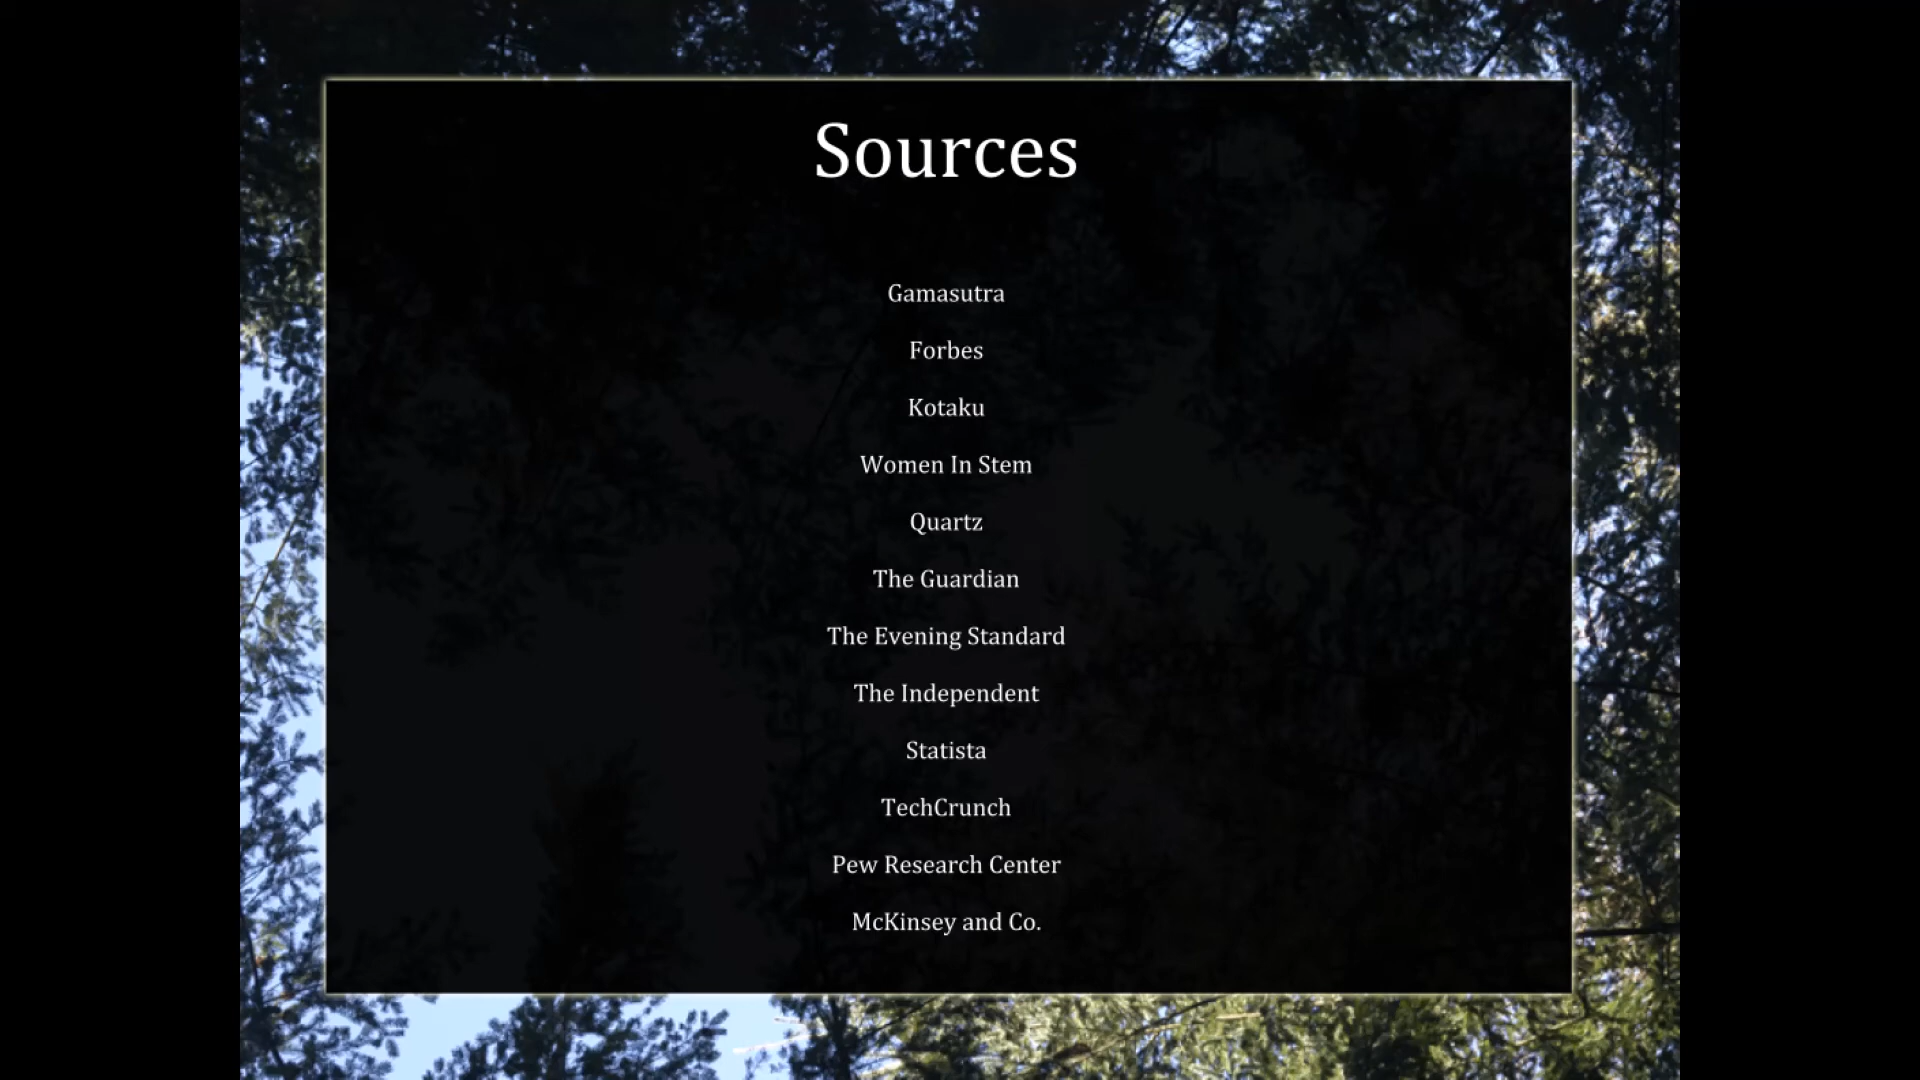 Sources
Gamasutra
Forbes
Kotaku
Women In Stem
Quartz
The Guardian
The Evening Standard
The Independent
Statista
TechCrunch
Pew Research Center
McKinsey and Co.